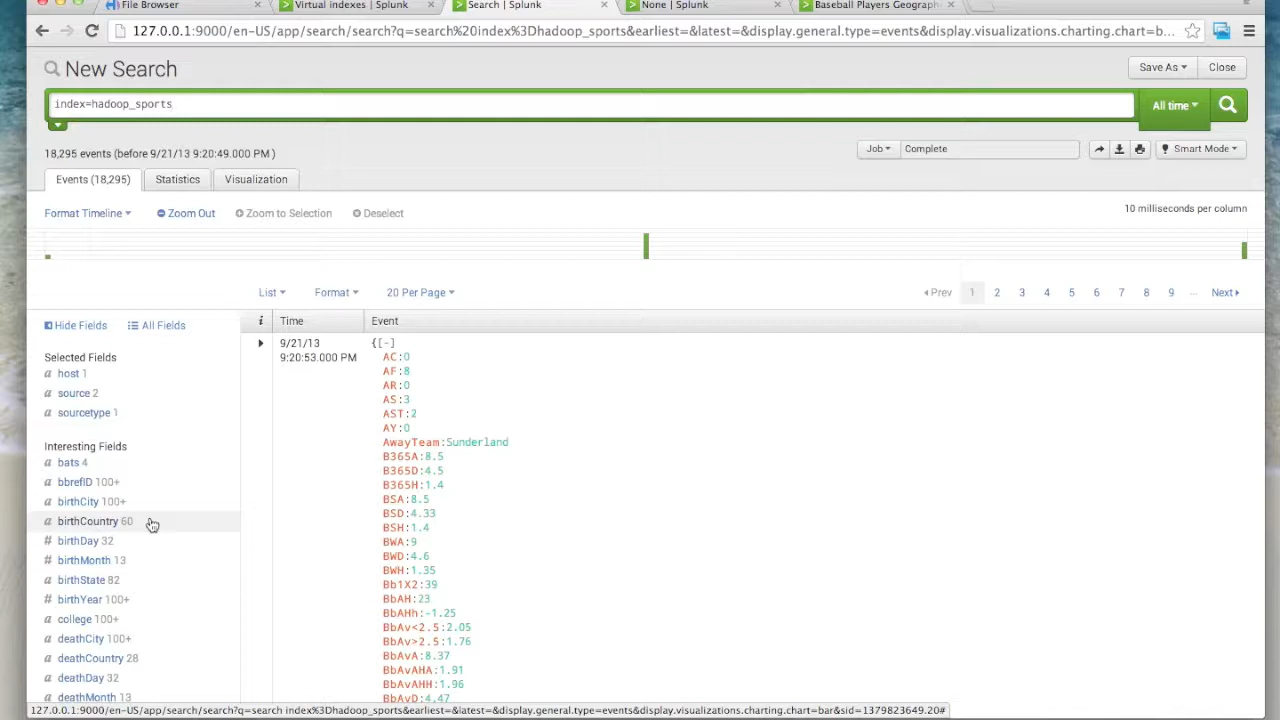 File Browser
Virtual indexes | Splunk
Search | Splunk
None | Splunk
Baseball Players Geograph
127.0.0.1:9000/en-US/app/search/search?q=search%20index%3Dhadoop_sports&earliest=&latest=&display.general.type=events&display.visualizations.charting.chart=b...
New Search
Save As
Close
index=hadoop_sports
All time
18,295 events (before 9/21/13 9:20:49.000 PM )
Job
Complete
Smart Mode
Events (18,295)
Statistics
Visualization
Format Timeline
Zoom Out
Zoom to Selection
Deselect
10 milliseconds per column
List
Format
20 Per Page
Prev
1
2
3
4
5
6
7
8
9
...
Next
Hide Fields
All Fields
i
Time
Event
Selected Fields
a host 1
a source 2
a sourcetype 1
Interesting Fields
a bats 4
a bbrefID 100+
a birthCity 100+
a birthCountry 60
# birthDay 32
# birthMonth 13
a birthState 82
# birthYear 100+
a college 100+
a deathCity 100+
a deathCountry 28
# deathDay 32
# deathMonth 13
9/21/13
9:20:53.000 PM
{[-]
AC:0
AF:8
AR:0
AS:3
AST:2
AY:0
AwayTeam:Sunderland
B365A:8.5
B365D:4.5
B365H:1.4
BSA:8.5
BSD:4.33
BSH:1.4
BWA:9
BWD:4.6
BWH:1.35
Bb1X2:39
BbAH:23
BbAHh:-1.25
BbAv<2.5:2.05
BbAv>2.5:1.76
BbAvA:8.37
BbAvAHA:1.91
BbAvAHH:1.96
BbAvD:4.47
127.0.0.1:9000/en-US/app/search/search?q=search index%3Dhadoop_sports&earliest=&latest=&display.general.type=events&display.visualizations.charting.chart=bar&sid=1379823649.20#